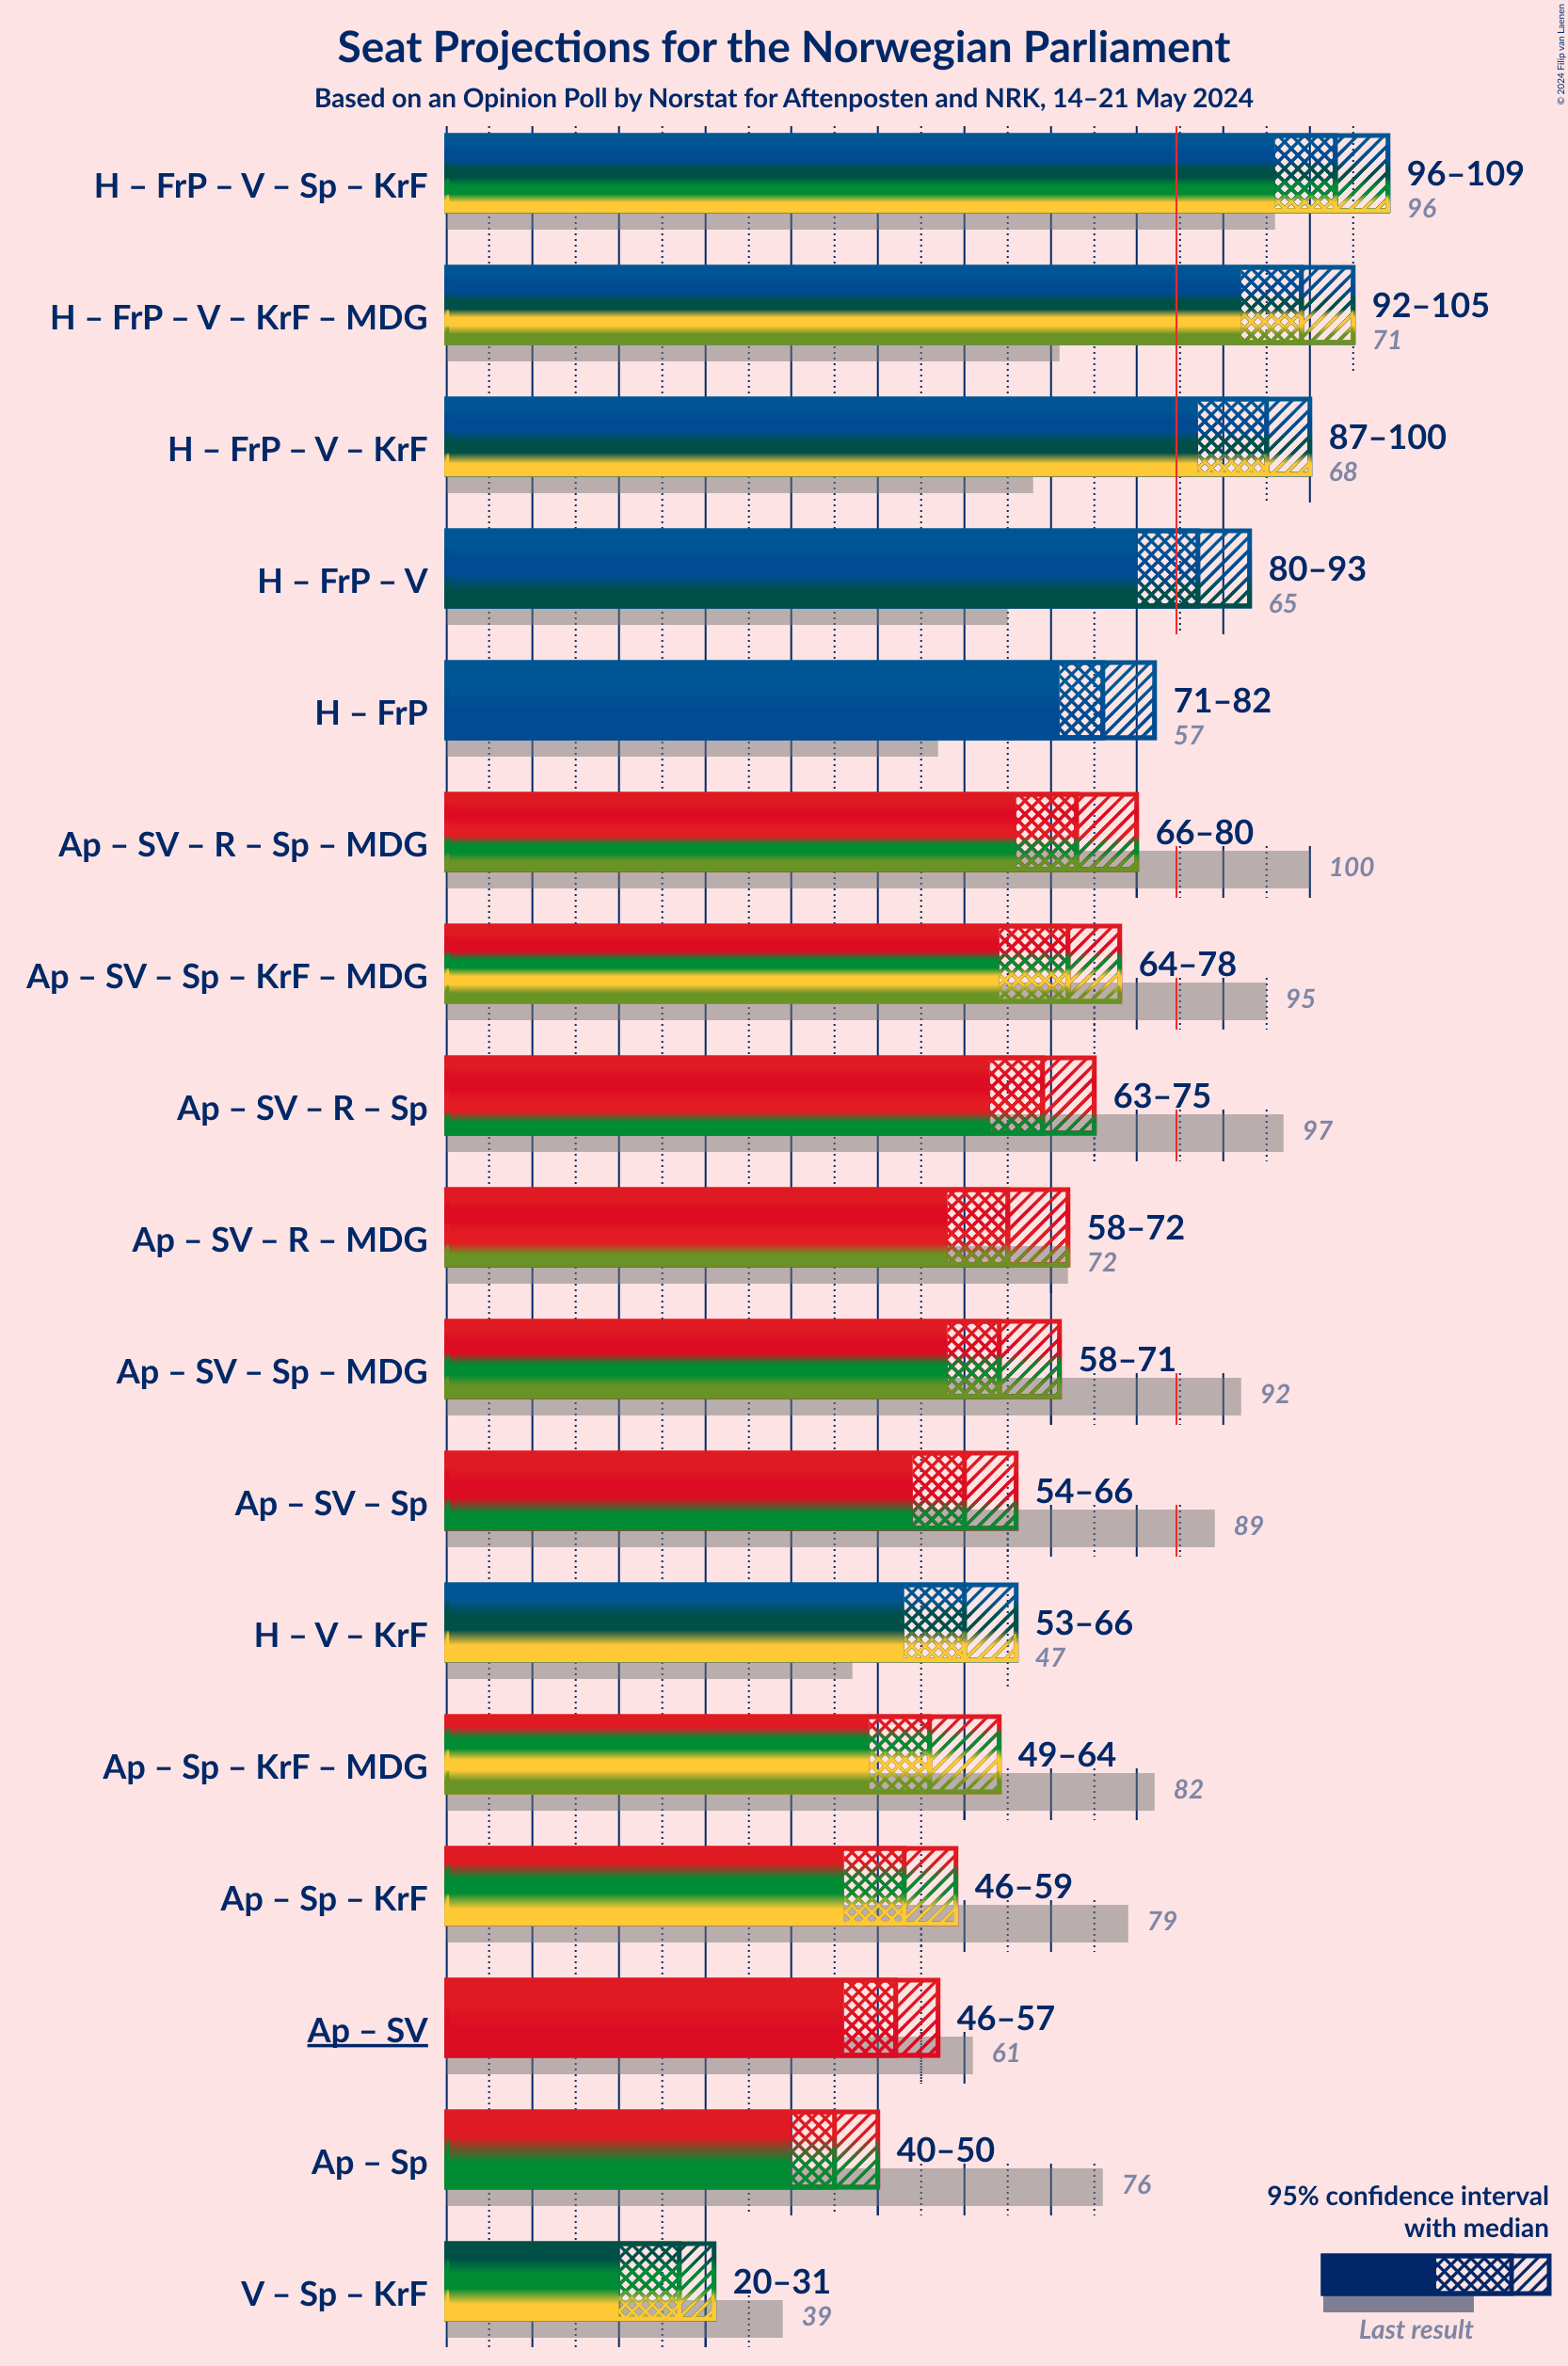 © 2024 Filip van Laenen
Seat Projections for the Norwegian Parliament
Based on an Opinion Poll by Norstat for Aftenposten and NRK, 14–21 May 2024
H – FrP – V – Sp – KrF
96–109
96
H – FrP – V – KrF – MDG
92–105
71
H – FrP – V – KrF
87–100
68
H – FrP – V
80–93
65
H – FrP
71–82
57
Ap – SV – R – Sp – MDG
66–80
100
Ap – SV – Sp – KrF – MDG
64–78
95
Ap – SV – R – Sp
63–75
97
Ap – SV – R – MDG
58–72
72
Ap – SV – Sp – MDG
58–71
92
Ap – SV – Sp
54–66
89
H – V – KrF
53–66
47
Ap – Sp – KrF – MDG
49–64
82
Ap – Sp – KrF
46–59
79
Ap – SV
46–57
61
Ap – Sp
40–50
76
V – Sp – KrF
20–31
39
95% confidence interval
with median
Last result